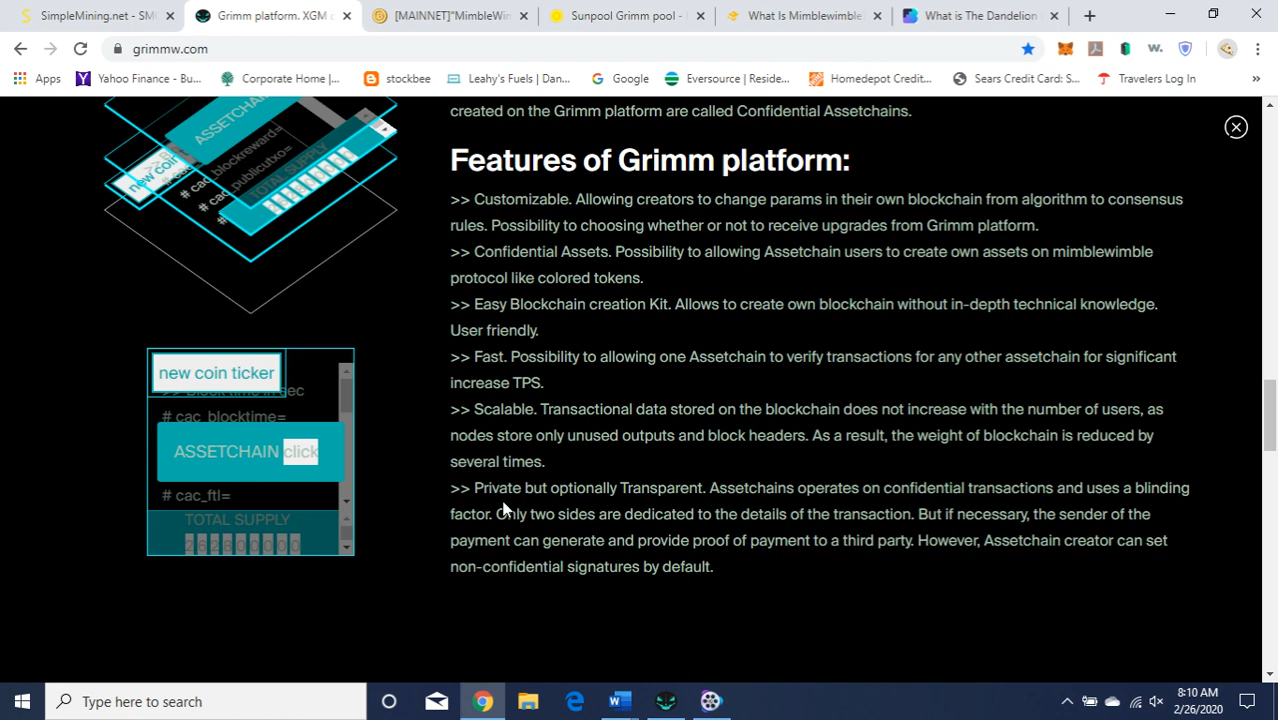 SimpleMining.net - SM
Grimm platform. XGM c
[MAINNET]"MimbleWi
Sunpool Grimm pool -
What Is Mimblewimble
What is The Dandelion
grimmw.com
Apps
Yahoo Finance - Bu...
Corporate Home |...
stockbee
Leahy's Fuels | Dan...
Google
Eversource | Reside...
Homedepot Credit...
Sears Credit Card: S...
Travelers Log In
created on the Grimm platform are called Confidential Assetchains.
Features of Grimm platform:
>> Customizable. Allowing creators to change params in their own blockchain from algorithm to consensus
rules. Possibility to choosing whether or not to receive upgrades from Grimm platform.
>> Confidential Assets. Possibility to allowing Assetchain users to create own assets on mimblewimble
protocol like colored tokens.
>> Easy Blockchain creation Kit. Allows to create own blockchain without in-depth technical knowledge.
User friendly.
>> Fast. Possibility to allowing one Assetchain to verify transactions for any other assetchain for significant
increase TPS.
>> Scalable. Transactional data stored on the blockchain does not increase with the number of users, as
nodes store only unused outputs and block headers. As a result, the weight of blockchain is reduced by
several times.
>> Private but optionally Transparent. Assetchains operates on confidential transactions and uses a blinding
factor. Only two sides are dedicated to the details of the transaction. But if necessary, the sender of the
payment can generate and provide proof of payment to a third party. However, Assetchain creator can set
non-confidential signatures by default.
ASSETCHAIN
new coin
# cac_blockreward=
# cac_publicutxo=
TOTAL SUPPLY
new coin ticker
>> Block time in sec
# cac_blocktime=
ASSETCHAIN click
# cac_ftl=
TOTAL SUPPLY
26280000
Type here to search
8:10 AM
2/26/2020